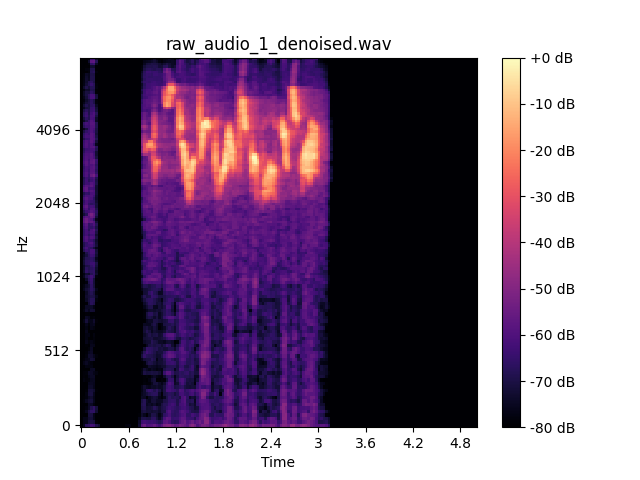 raw_audio_1_denoised.wav
+0 dB
-10 dB
-20 dB
-30 dB
-40 dB
-50 dB
-60 dB
-70 dB
-80 dB
4096
2048
1024
512
0
Hz
0 0.6 1.2 1.8 2.4 3 3.6 4.2 4.8
Time